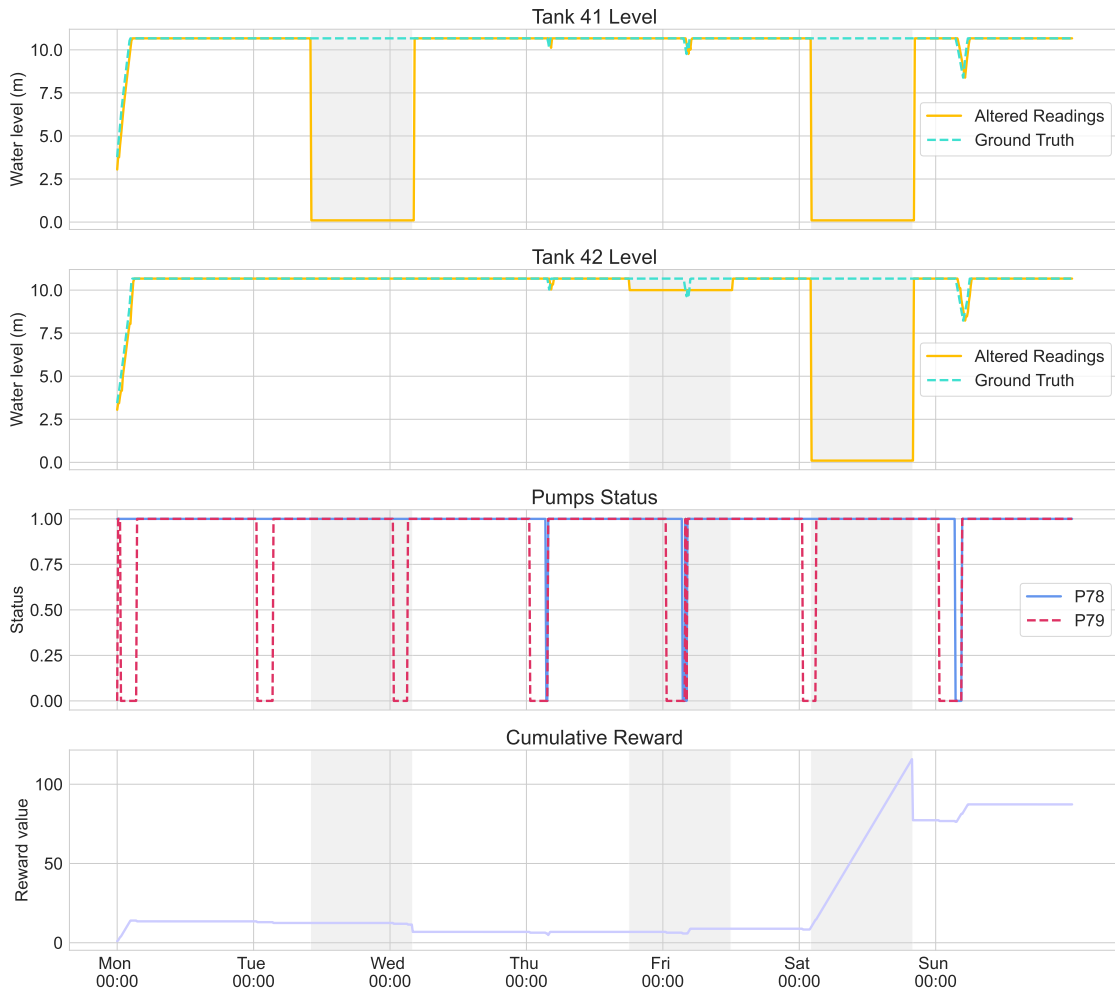 Tank 41 Level
Water level (m)
10.0
7.5
5.0
2.5
0.0
Altered Readings
Ground Truth
Tank 42 Level
Water level (m)
10.0
7.5
5.0
2.5
0.0
Altered Readings
Ground Truth
Pumps Status
Status
1.00
0.75
0.50
0.25
0.00
P78
P79
Cumulative Reward
Reward value
100
50
0
Mon Tue Wed Thu Fri Sat Sun
00:00 00:00 00:00 00:00 00:00 00:00 00:00